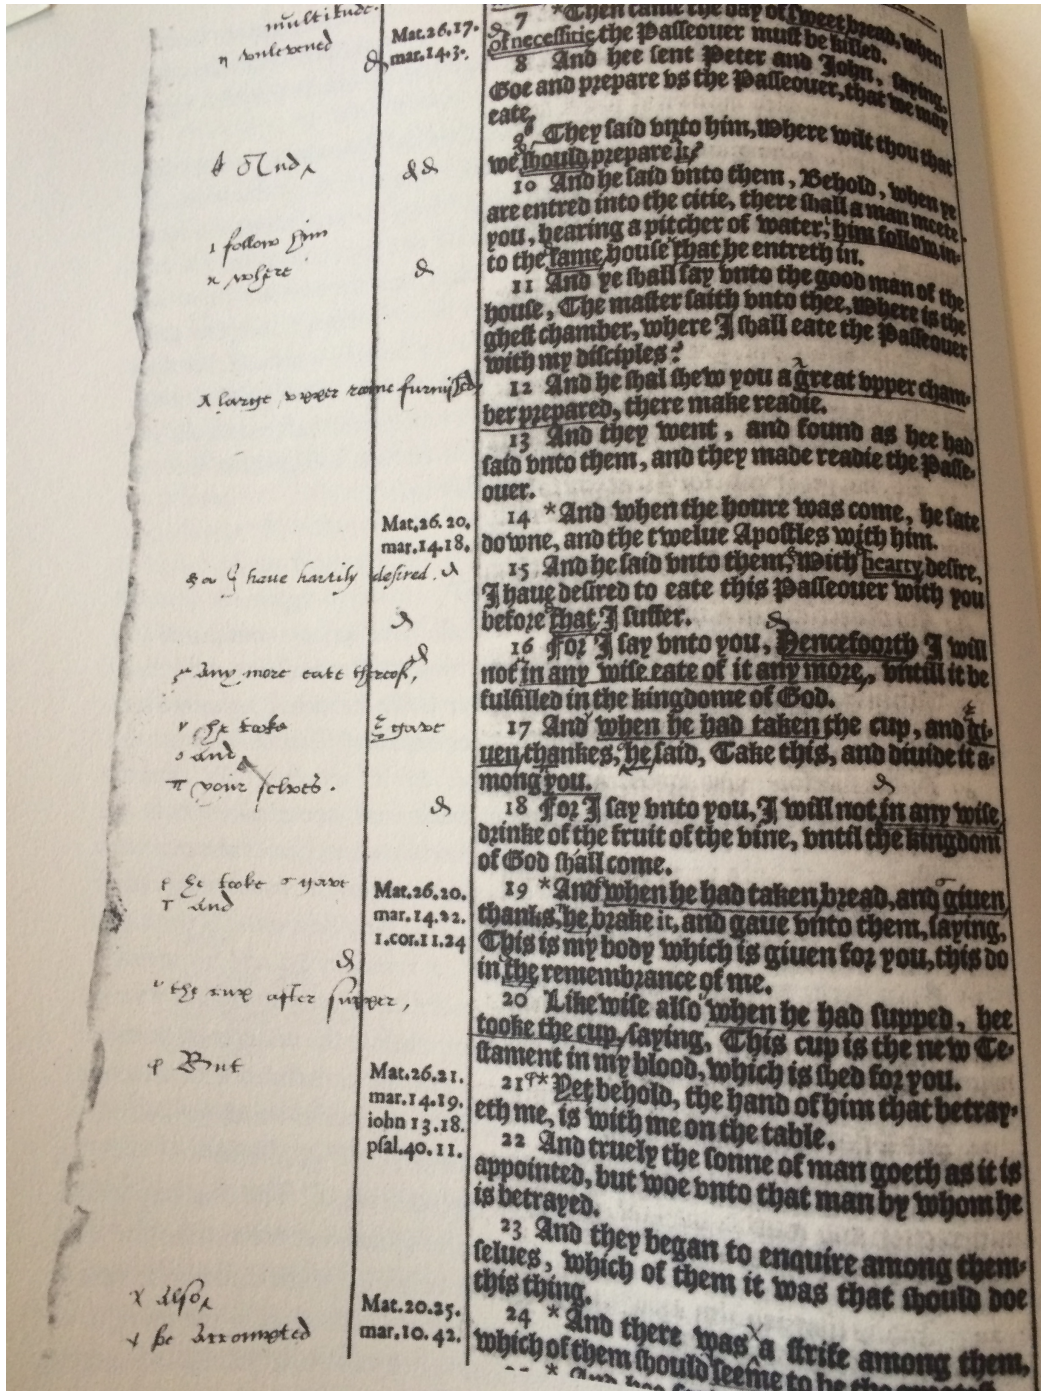 multitude.
η vnlevened
Mat.26.17.
mar.14.3.
7 *Then came the day of sweet bread, when
of necessitie the Passeouer must be killed.
8 And hee sent Peter and John, saying,
Goe and prepare vs the Passeouer, that we may
eate.
9 They said vnto him, Where wilt thou that
we should prepare it?
And
10 And he said vnto them, Behold, when ye
are entred into the citie, there shall a man meete
you, bearing a pitcher of water, him follow in-
to the same house that he entreth in.
ι follow him
κ where
11 And ye shall say vnto the good man of the
house, The master saith vnto thee, Where is the
ghest chamber, where I shall eate the Passeouer
with my disciples?
λ large vpper roome furnished
12 And he shal shew you a great vpper cham-
ber prepared, there make readie.
13 And they went, and found as hee had
said vnto them, and they made readie the Passe-
ouer.
Mat.26.20.
mar.14.18.
14 *And when the houre was come, he sate
downe, and the twelue Apostles with him.
15 And he said vnto them, With hearty desire,
I haue desired to eate this Passeouer with you
before that I suffer.
I have hartily desired
16 For I say vnto you, Hencefoorth I will
not in any wise eate of it any more, vntill it be
fulfilled in the kingdome of God.
μ any more eate thereof,
17 And when he had taken the cup, and gi-
uen thankes, he said, Take this, and diuide it a-
mong you.
ν he tooke
ξ gave
ο and
π your selves.
18 For I say vnto you, I will not in any wise
drinke of the fruit of the vine, vntil the kingdom
of God shall come.
ρ he tooke σ gave
τ and
Mat.26.20.
mar.14.22.
1.cor.11.24
19 *And when he had taken bread, and giuen
thanks, he brake it, and gaue vnto them, saying,
This is my body which is giuen for you, this do
in the remembrance of me.
υ the cup after supper,
20 Likewise also when he had supped, hee
tooke the cup, saying, This cup is the new Te-
stament in my blood, which is shed for you.
φ But
Mat.26.21.
mar.14.19.
iohn 13.18.
psal.40.11.
21 φ* Yet behold, the hand of him that betray-
eth me, is with me on the table.
22 And truely the sonne of man goeth as it is
appointed, but woe vnto that man by whom he
is betrayed.
23 And they began to enquire among them-
selues, which of them it was that should doe
this thing.
χ also
ψ be accompted
Mat.20.25.
mar.10.42.
24 *And there was a strife among them,
which of them should seeme to be the